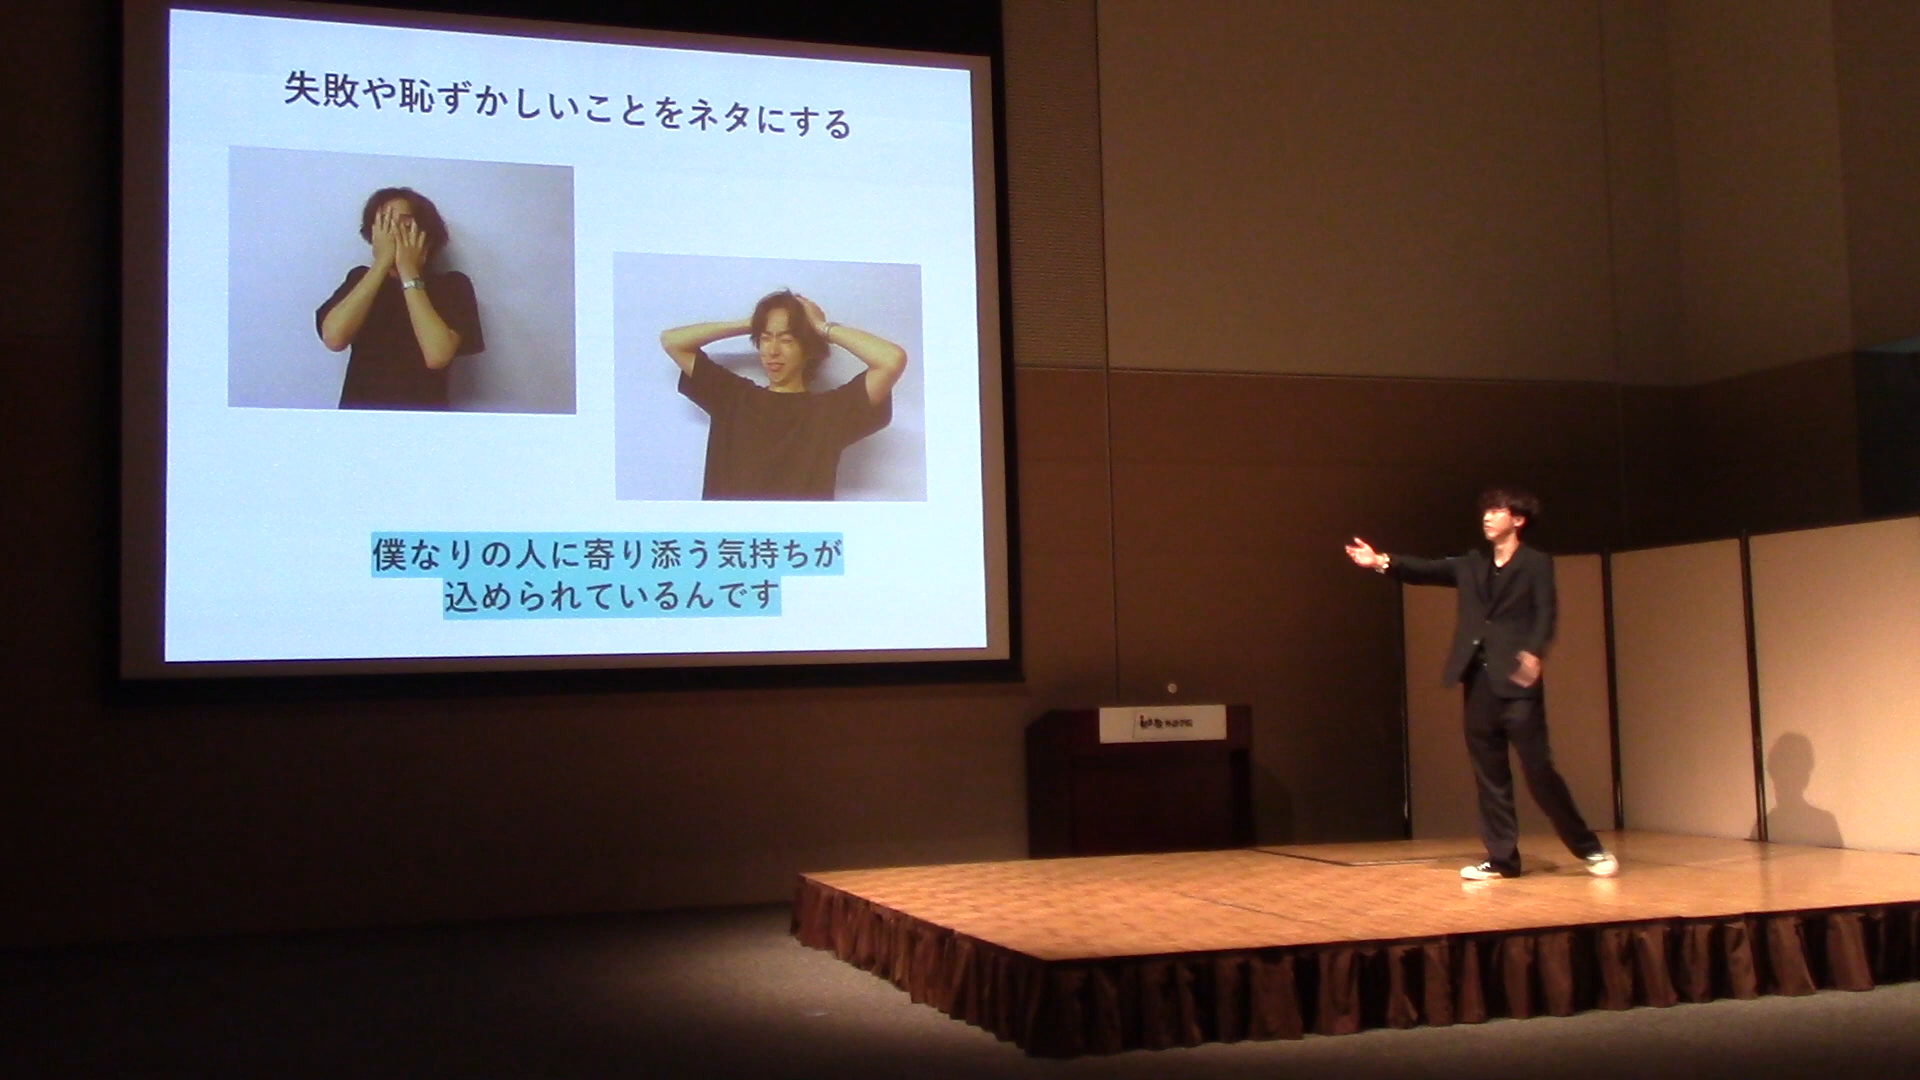 失敗や恥ずかしいことをネタにする
僕なりの人に寄り添う気持ちが
込められているんです